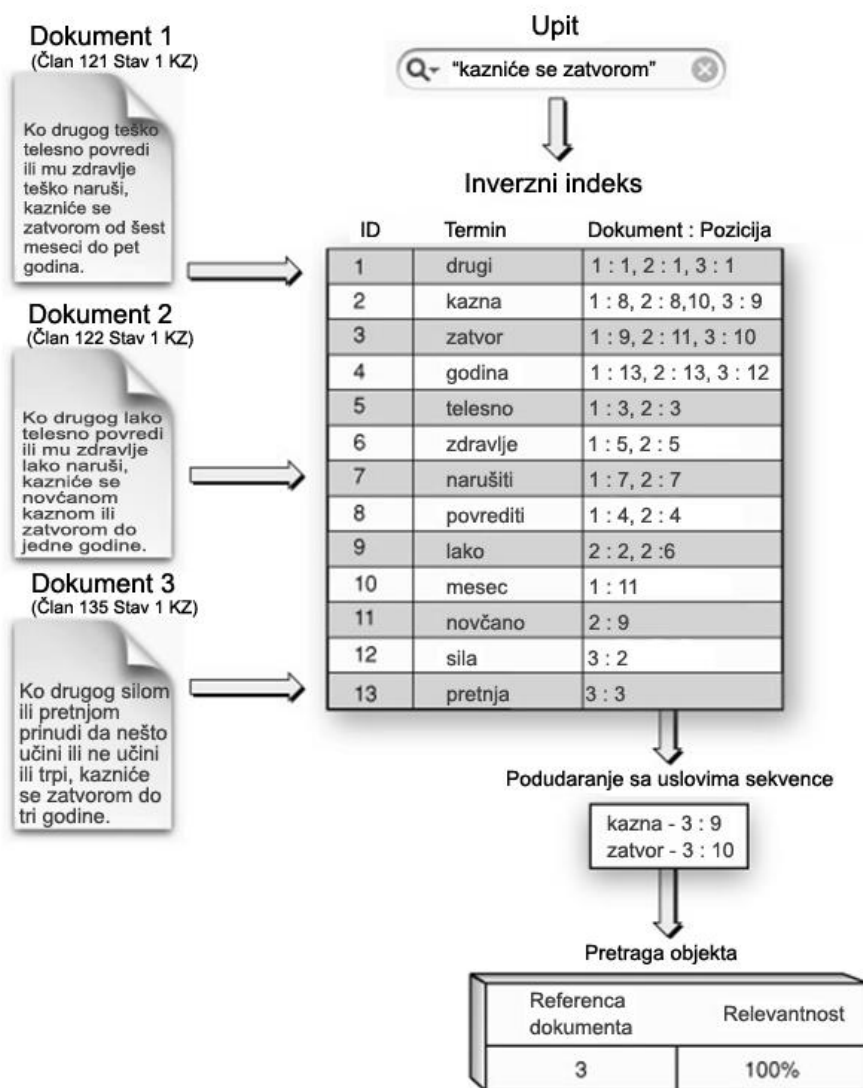 Dokument 1
(Član 121 Stav 1 KZ)
Ko drugog teško
telesno povredi
ili mu zdravlje
teško naruši,
kazniće se
zatvorom od šest
meseci do pet
godina.
Dokument 2
(Član 122 Stav 1 KZ)
Ko drugog lako
telesno povredi
ili mu zdravlje
lako naruši,
kazniće se
novćanom
kaznom ili
zatvorom do
jedne godine.
Dokument 3
(Član 135 Stav 1 KZ)
Ko drugog silom
ili pretnjom
prinudi da nešto
učini ili ne učini
ili trpi, kazniće
se zatvorom do
tri godine.
Upit
“kazniće se zatvorom”
Inverzni indeks
ID Termin Dokument : Pozicija
1 drugi 1 : 1, 2 : 1, 3 : 1
2 kazna 1 : 8, 2 : 8,10, 3 : 9
3 zatvor 1 : 9, 2 : 11, 3 : 10
4 godina 1 : 13, 2 : 13, 3 : 12
5 telesno 1 : 3, 2 : 3
6 zdravlje 1 : 5, 2 : 5
7 narušiti 1 : 7, 2 : 7
8 povrediti 1 : 4, 2 : 4
9 lako 2 : 2, 2 :6
10 mesec 1 : 11
11 novčano 2 : 9
12 sila 3 : 2
13 pretnja 3 : 3
Podudaranje sa uslovima sekvence
kazna - 3 : 9
zatvor - 3 : 10
Pretraga objekta
Referenca
dokumenta Relevantnost
3 100%